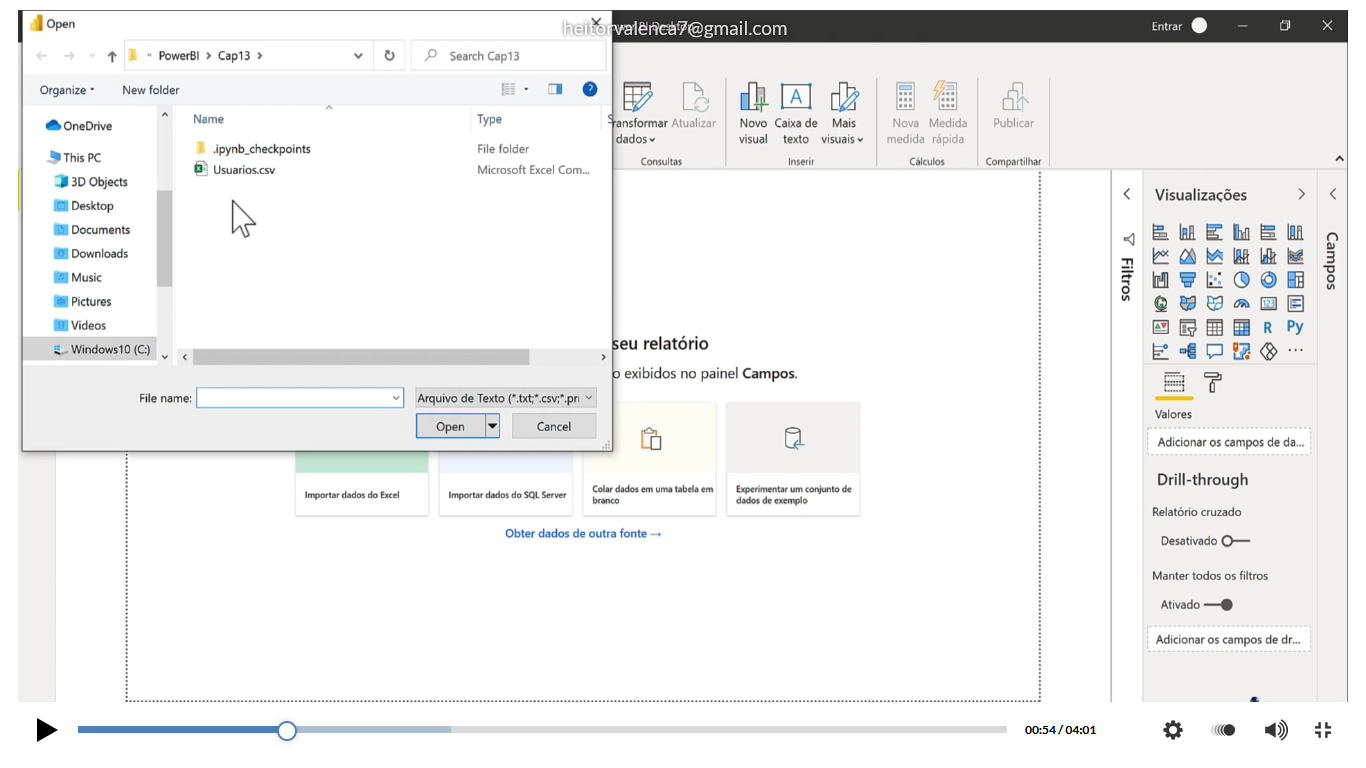 Open
heitorvalenca7@gmail.com
Entrar
« PowerBI > Cap13 >
Search Cap13
Organize
New folder
Name
Type
OneDrive
This PC
3D Objects
Desktop
Documents
Downloads
Music
Pictures
Videos
Windows10 (C:)
.ipynb_checkpoints
File folder
Usuarios.csv
Microsoft Excel Com...
File name:
Arquivo de Texto (*.txt;*.csv;*.prn
Open
Cancel
ransformar dados
Atualizar
Consultas
Novo visual
Caixa de texto
Mais visuais
Inserir
Nova medida
Medida rápida
Cálculos
Publicar
Compartilhar
seu relatório
o exibidos no painel Campos.
Importar dados do Excel
Importar dados do SQL Server
Colar dados em uma tabela em branco
Experimentar um conjunto de dados de exemplo
Obter dados de outra fonte →
Filtros
Visualizações
Campos
A
123
R
Py
Valores
Adicionar os campos de da...
Drill-through
Relatório cruzado
Desativado
Manter todos os filtros
Ativado
Adicionar os campos de dr...
00:54 / 04:01